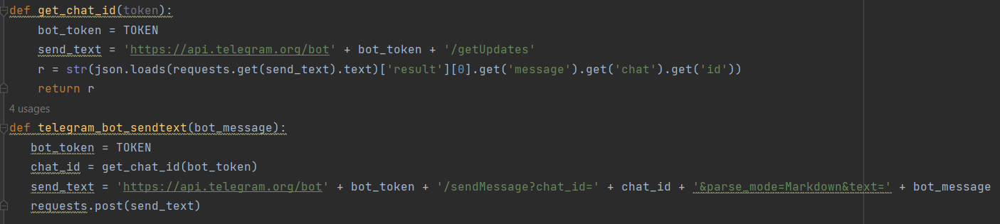 def get_chat_id(token):
    bot_token = TOKEN
    send_text = 'https://api.telegram.org/bot' + bot_token + '/getUpdates'
    r = str(json.loads(requests.get(send_text).text)['result'][0].get('message').get('chat').get('id'))
    return r
4 usages
def telegram_bot_sendtext(bot_message):
   bot_token = TOKEN
   chat_id = get_chat_id(bot_token)
   send_text = 'https://api.telegram.org/bot' + bot_token + '/sendMessage?chat_id=' + chat_id + '&parse_mode=Markdown&text=' + bot_message
   requests.post(send_text)